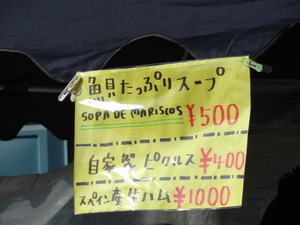 魚貝たっぷりスープ
SOPA DE MARISCOS ¥500
自家製ピクルス ¥400
スペイン産生ハム ¥1000